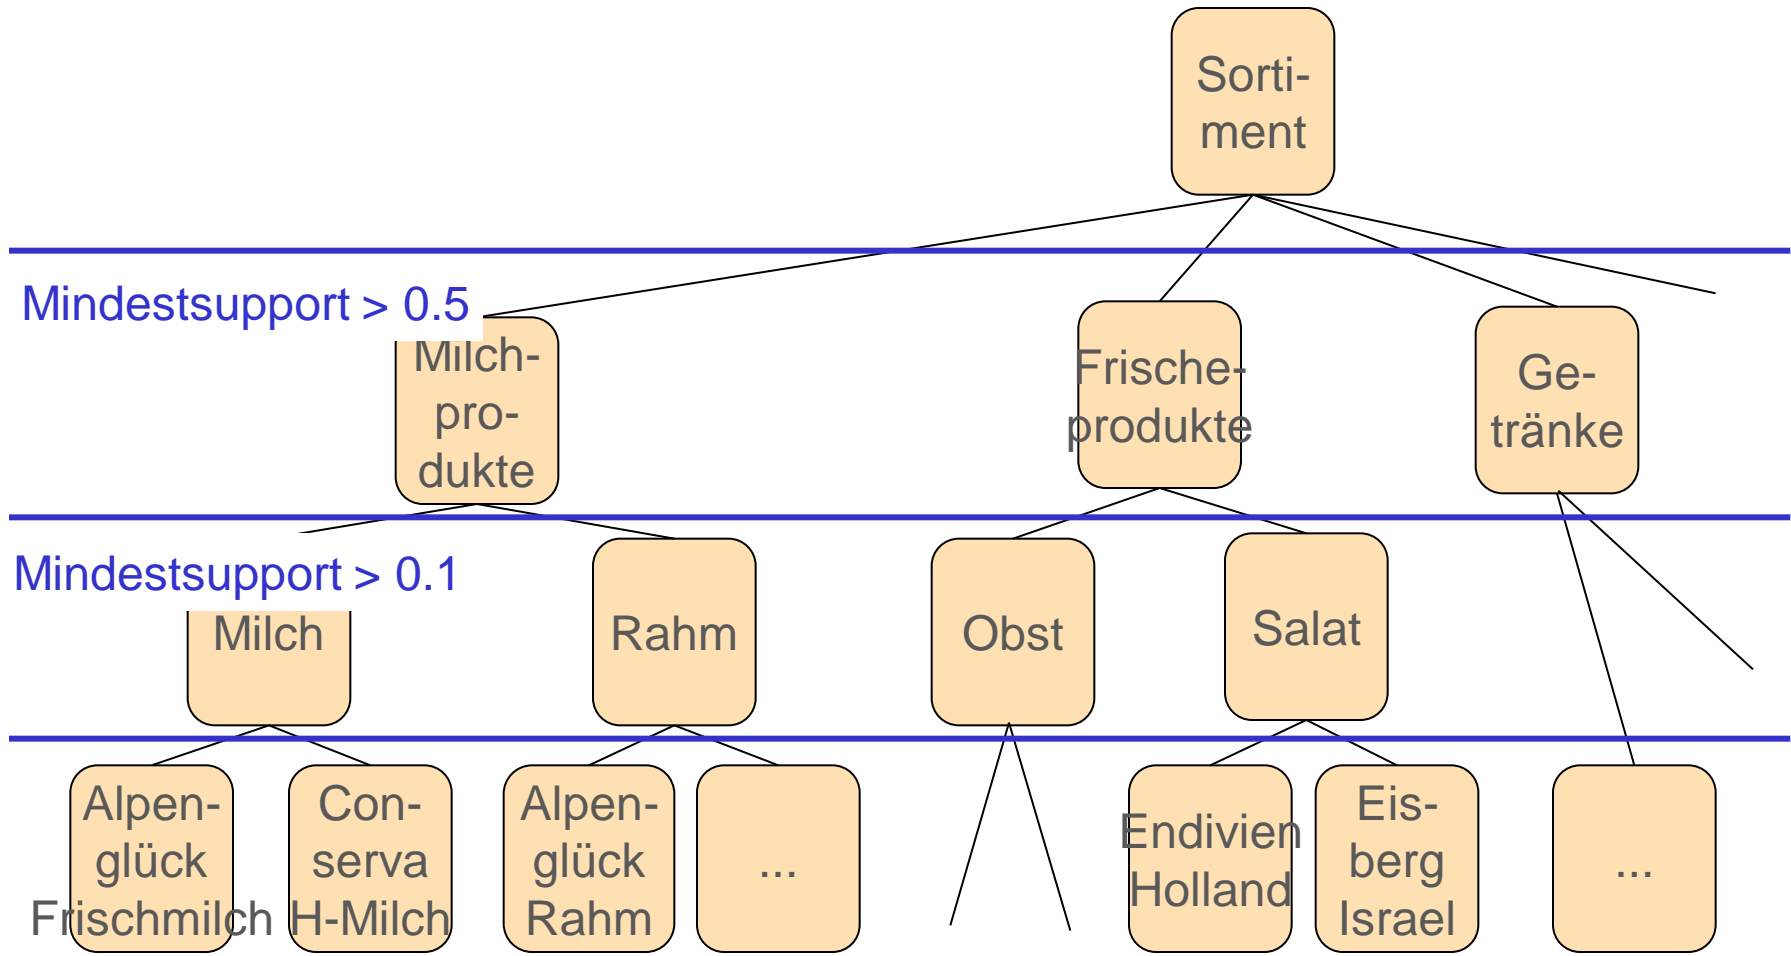 Sorti-
ment
Mindestsupport > 0.5
Milch-
pro-
dukte
Frische-
produkte
Ge-
tränke
Mindestsupport > 0.1
Milch
Rahm
Obst
Salat
Alpen-
glück
Frischmilch
Con-
serva
H-Milch
Alpen-
glück
Rahm
...
Endivien
Holland
Eis-
berg
Israel
...